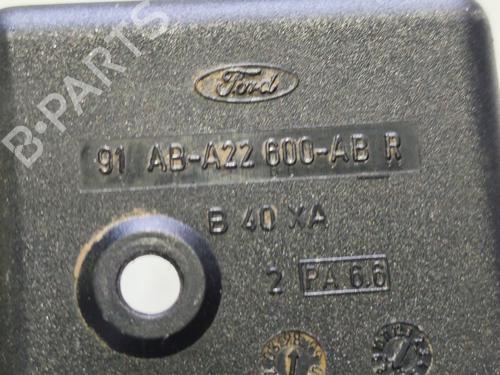 B-PARTS
Ford
91 AB-A22 600-AB R
B 40 XA
2 PA 6.6